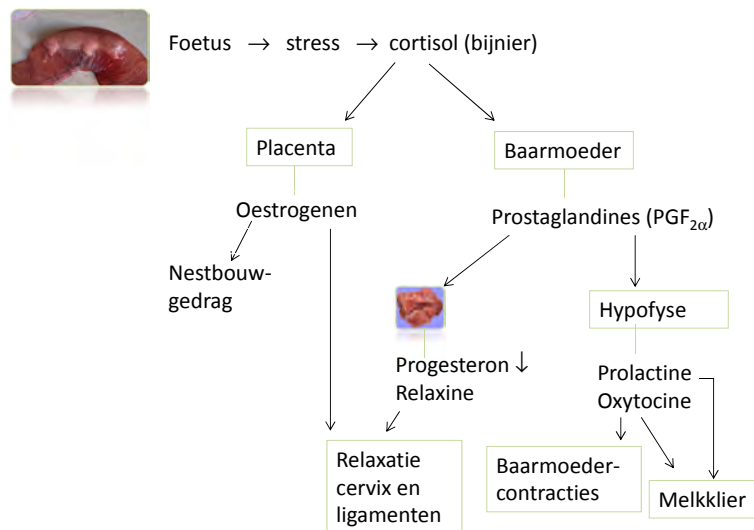 Foetus → stress → cortisol (bijnier)
Placenta
Baarmoeder
Oestrogenen
Prostaglandines (PGF2α)
Nestbouw-
gedrag
Hypofyse
Progesteron ↓
Relaxine
Prolactine
Oxytocine
Relaxatie
cervix en
ligamenten
Baarmoeder-
contracties
Melkklier